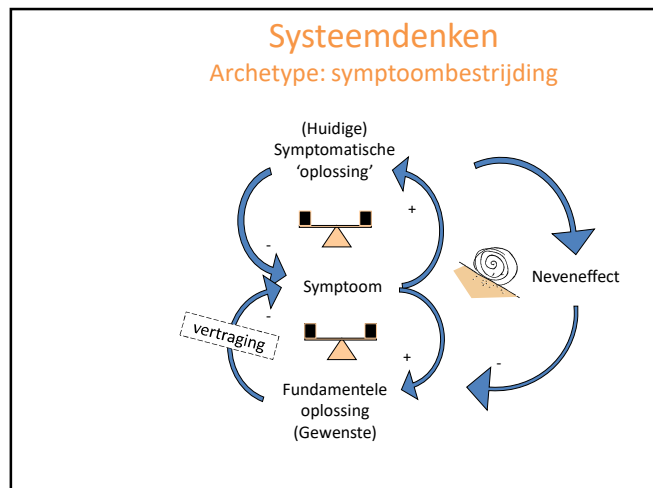 Systeemdenken
Archetype: symptoombestrijding
(Huidige)
Symptomatische
‘oplossing’
+
-
Symptoom
Neveneffect
-
vertraging
+
-
Fundamentele
oplossing
(Gewenste)